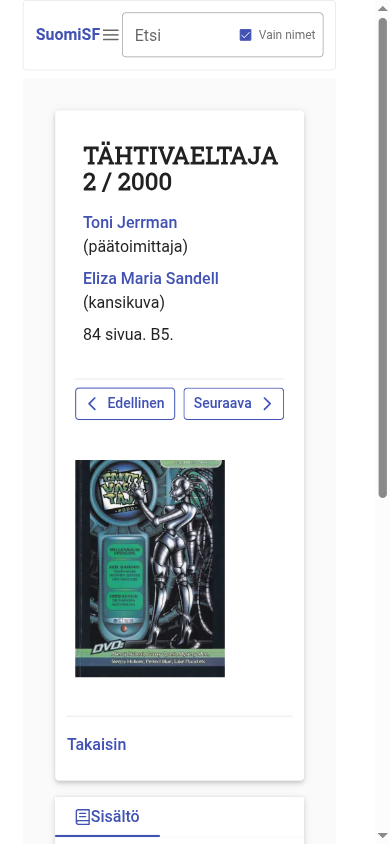 SuomiSF
Etsi
Vain nimet
TÄHTIVAELTAJA
2 / 2000
Toni Jerrman
(päätoimittaja)
Eliza Maria Sandell
(kansikuva)
84 sivua. B5.
Edellinen
Seuraava
DVD:
Takaisin
Sisältö